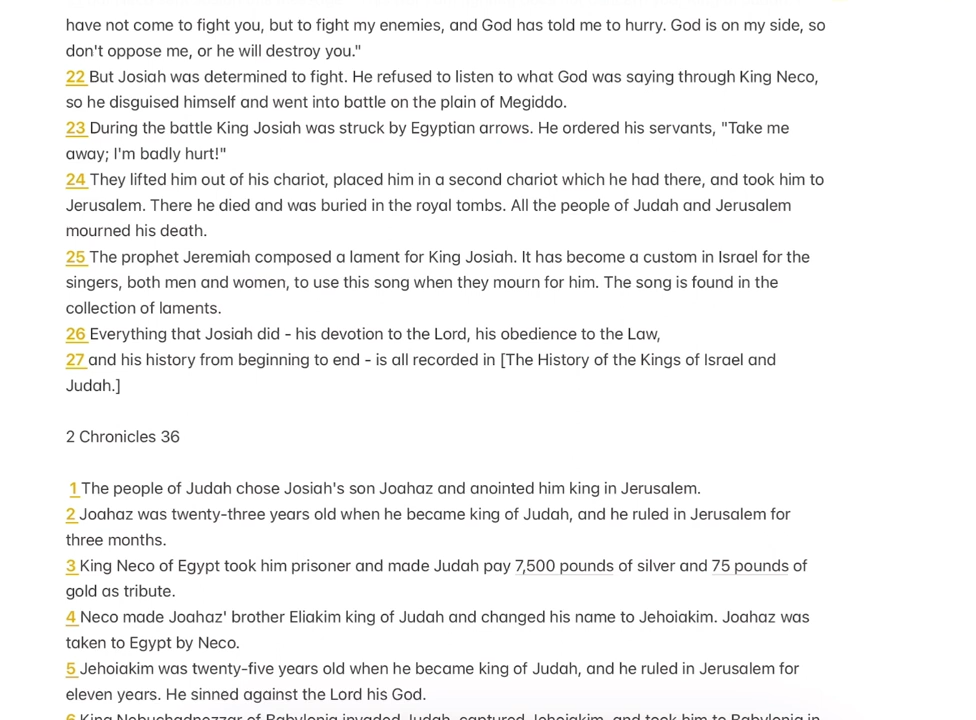 have not come to fight you, but to fight my enemies, and God has told me to hurry. God is on my side, so
don't oppose me, or he will destroy you."
22 But Josiah was determined to fight. He refused to listen to what God was saying through King Neco,
so he disguised himself and went into battle on the plain of Megiddo.
23 During the battle King Josiah was struck by Egyptian arrows. He ordered his servants, "Take me
away; I'm badly hurt!"
24 They lifted him out of his chariot, placed him in a second chariot which he had there, and took him to
Jerusalem. There he died and was buried in the royal tombs. All the people of Judah and Jerusalem
mourned his death.
25 The prophet Jeremiah composed a lament for King Josiah. It has become a custom in Israel for the
singers, both men and women, to use this song when they mourn for him. The song is found in the
collection of laments.
26 Everything that Josiah did - his devotion to the Lord, his obedience to the Law,
27 and his history from beginning to end - is all recorded in [The History of the Kings of Israel and
Judah.]
2 Chronicles 36
1 The people of Judah chose Josiah's son Joahaz and anointed him king in Jerusalem.
2 Joahaz was twenty-three years old when he became king of Judah, and he ruled in Jerusalem for
three months.
3 King Neco of Egypt took him prisoner and made Judah pay 7,500 pounds of silver and 75 pounds of
gold as tribute.
4 Neco made Joahaz' brother Eliakim king of Judah and changed his name to Jehoiakim. Joahaz was
taken to Egypt by Neco.
5 Jehoiakim was twenty-five years old when he became king of Judah, and he ruled in Jerusalem for
eleven years. He sinned against the Lord his God.
6 King Nebuchadnezzar of Babylonia invaded Judah, captured Jehoiakim, and took him to Babylonia in